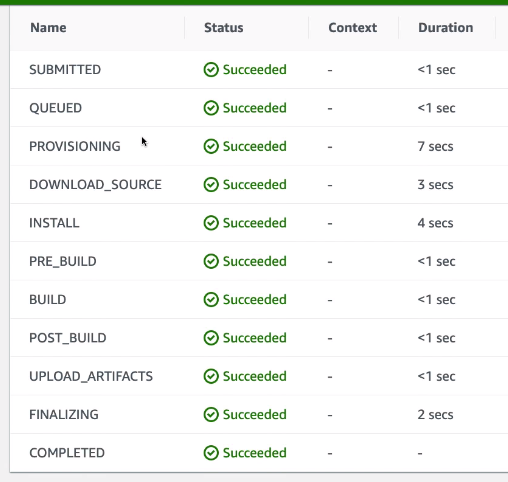 Name Status Context Duration
SUBMITTED Succeeded - <1 sec
QUEUED Succeeded - <1 sec
PROVISIONING Succeeded - 7 secs
DOWNLOAD_SOURCE Succeeded - 3 secs
INSTALL Succeeded - 4 secs
PRE_BUILD Succeeded - <1 sec
BUILD Succeeded - <1 sec
POST_BUILD Succeeded - <1 sec
UPLOAD_ARTIFACTS Succeeded - <1 sec
FINALIZING Succeeded - 2 secs
COMPLETED Succeeded - -